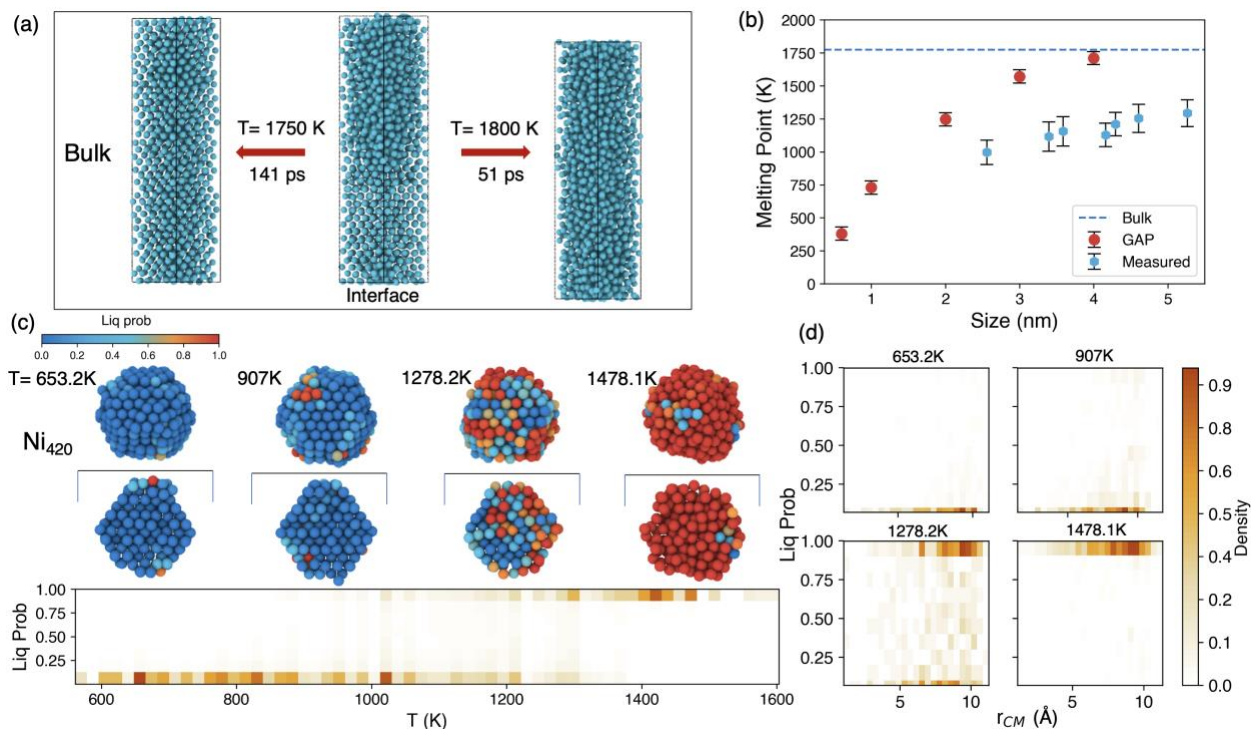 (a)
Bulk
T= 1750 K
141 ps
T= 1800 K
51 ps
Interface
(b)
Melting Point (K)
2000
1750
1500
1250
1000
750
500
250
0
Bulk
GAP
Measured
1 2 3 4 5
Size (nm)
(c)
Liq prob
0.0 0.2 0.4 0.6 0.8 1.0
T= 653.2K
907K
1278.2K
1478.1K
Ni420
Liq Prob
1.00
0.75
0.50
0.25
600 800 1000 1200 1400 1600
T (K)
(d)
653.2K
907K
1.00
0.75
0.50
0.25
Liq Prob
1278.2K
1478.1K
1.00
0.75
0.50
0.25
5 10
5 10
rCM (Å)
0.9
0.8
0.7
0.6
0.5
0.4
0.3
0.2
0.1
0.0
Density